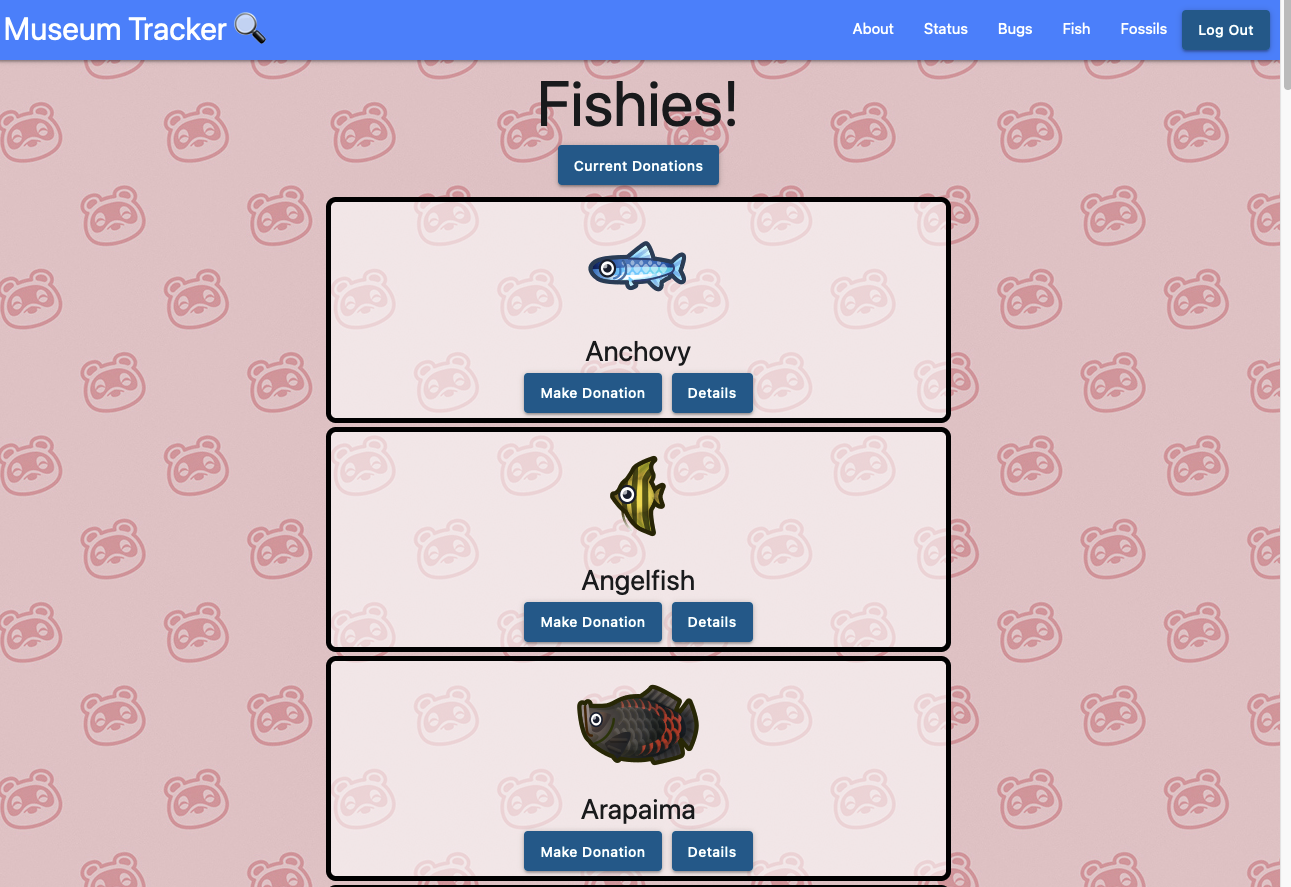 Museum Tracker
About Status Bugs Fish Fossils Log Out
Fishies!
Current Donations
Anchovy
Make Donation Details
Angelfish
Make Donation Details
Arapaima
Make Donation Details